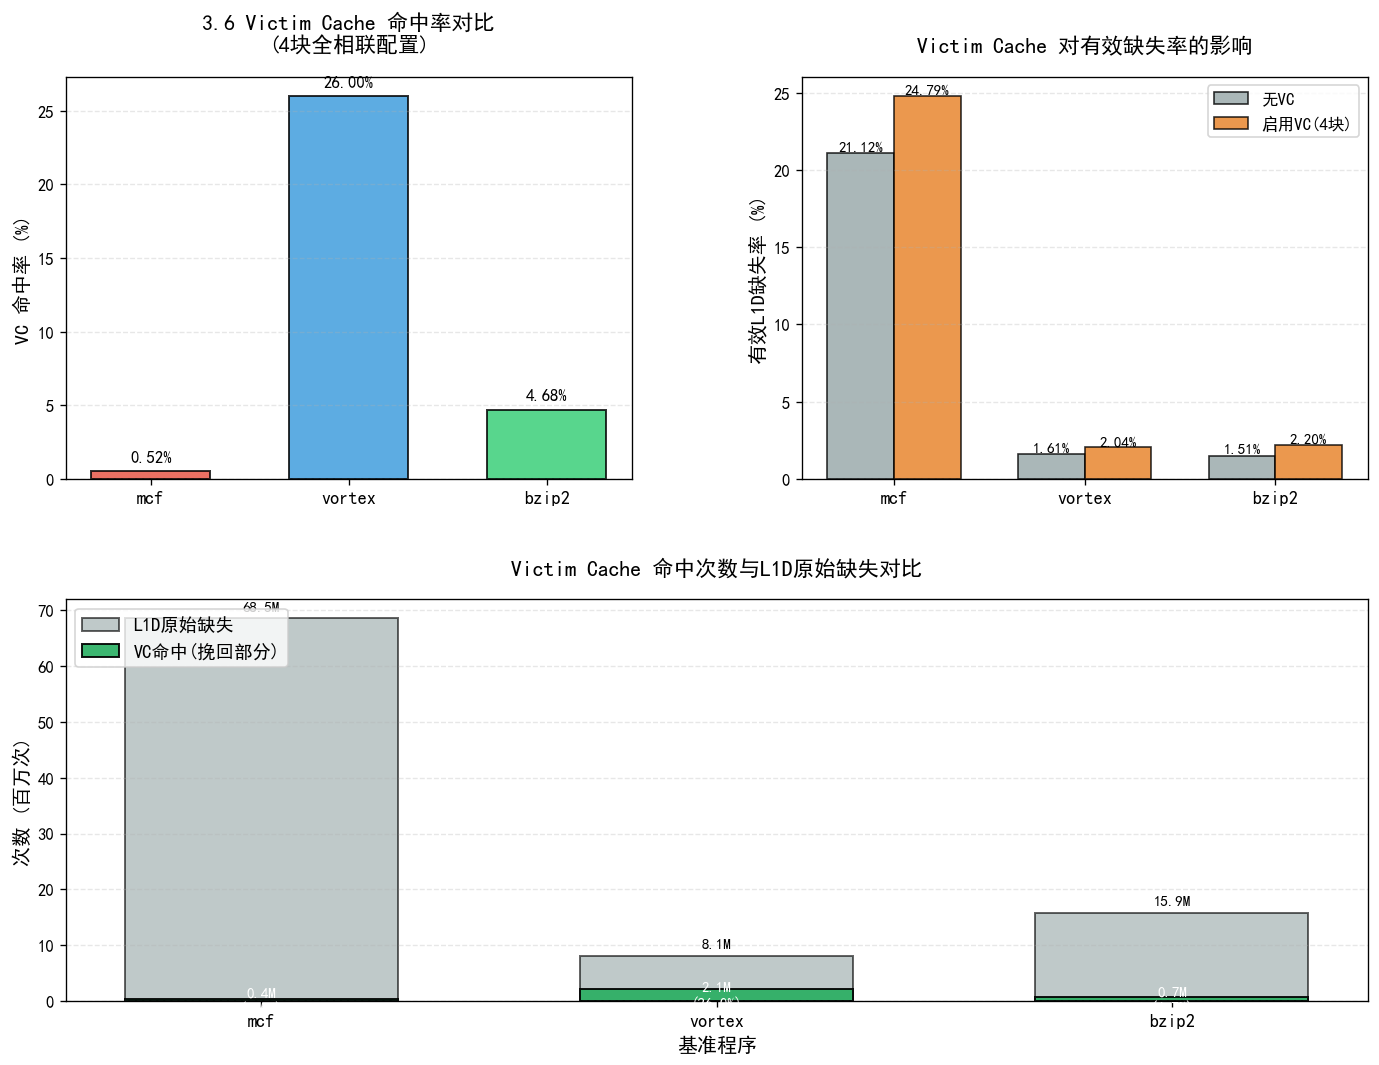 3.6 Victim Cache 命中率对比
(4块全相联配置)
VC 命中率 (%)
25
20
15
10
5
0
26.00%
4.68%
0.52%
mcf
vortex
bzip2
Victim Cache 对有效缺失率的影响
有效L1D缺失率 (%)
25
20
15
10
5
0
无VC
启用VC(4块)
21.12%
24.79%
1.61%
2.04%
1.51%
2.20%
mcf
vortex
bzip2
Victim Cache 命中次数与L1D原始缺失对比
次数 (百万次)
70
60
50
40
30
20
10
0
68.5M
L1D原始缺失
VC命中(挽回部分)
8.1M
15.9M
0.4M
2.1M
0.7M
mcf
vortex
bzip2
基准程序